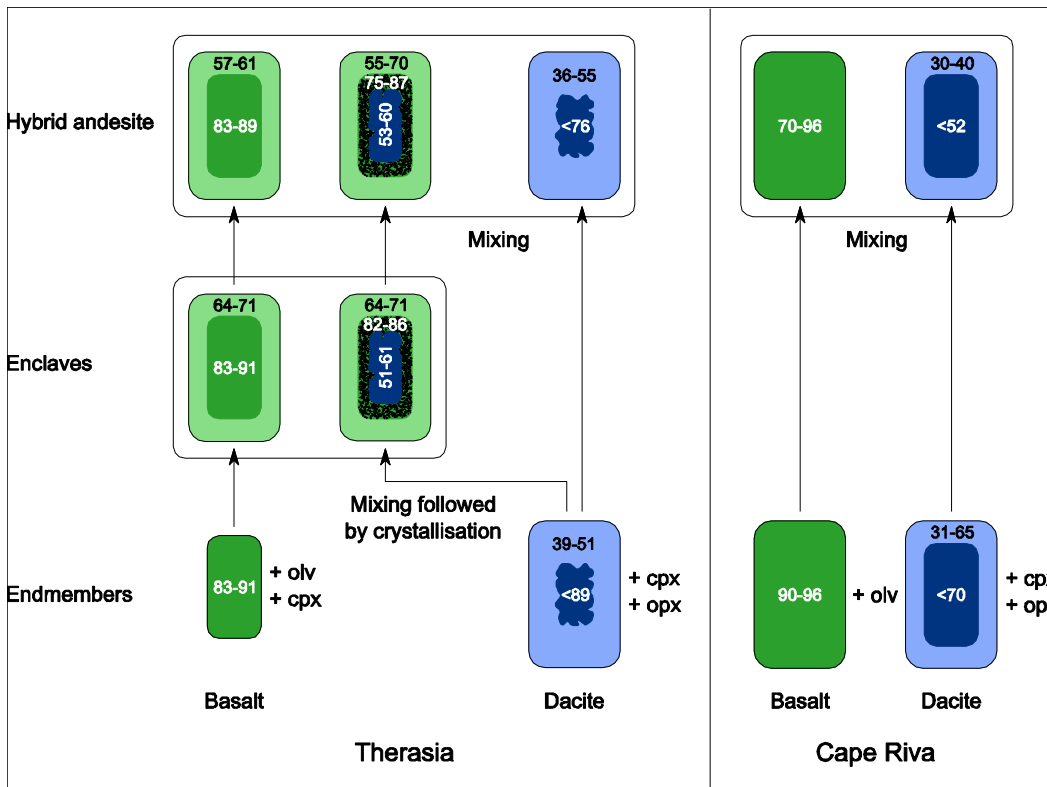 57-61
55-70
75-87
53-60
36-55
<76
83-89
30-40
70-96
<52
Hybrid andesite
Mixing
Mixing
64-71
64-71
82-86
51-61
83-91
Enclaves
Mixing followed
by crystallisation
39-51
31-65
83-91
+ olv
+ cpx
<89
+ cpx
+ opx
90-96
+ olv
<70
+ cpx
+ op
Endmembers
Basalt
Dacite
Basalt
Dacite
Therasia
Cape Riva